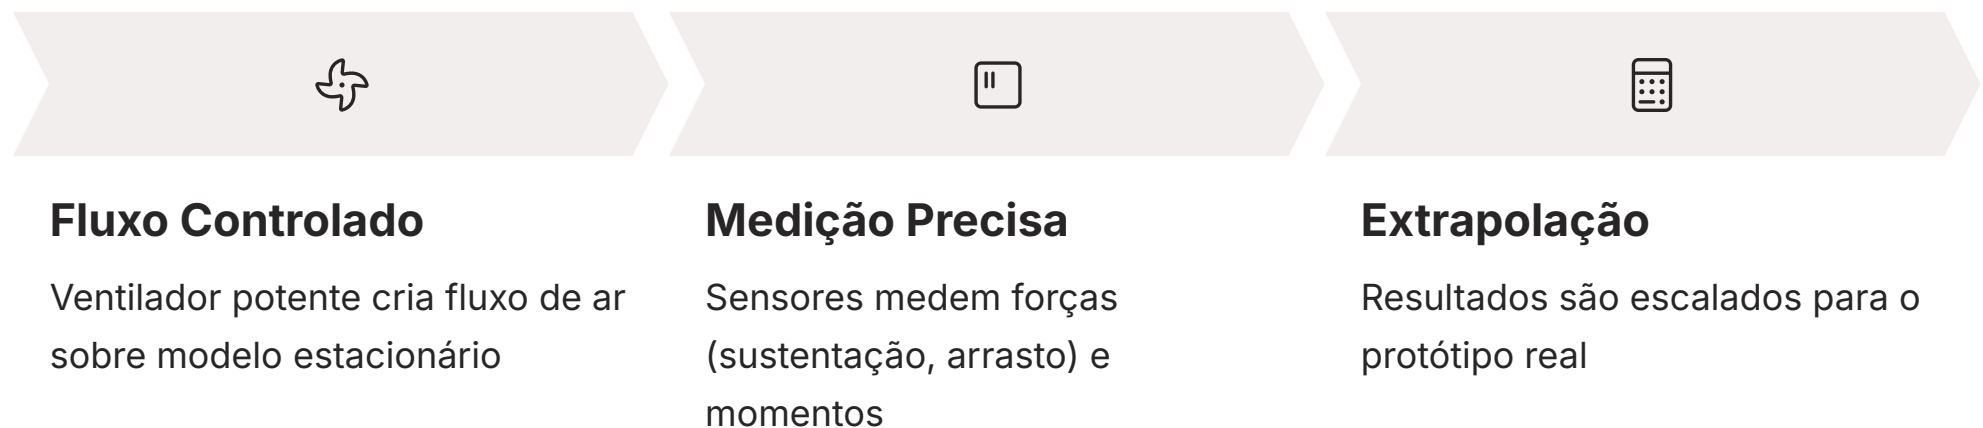 Fluxo Controlado
Ventilador potente cria fluxo de ar
sobre modelo estacionário
Medição Precisa
Sensores medem forças
(sustentação, arrasto) e
momentos
Extrapolação
Resultados são escalados para o
protótipo real